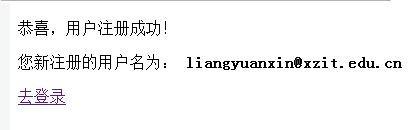 恭喜，用户注册成功！
您新注册的用户名为： liangyuanxin@xzit.edu.cn
去登录